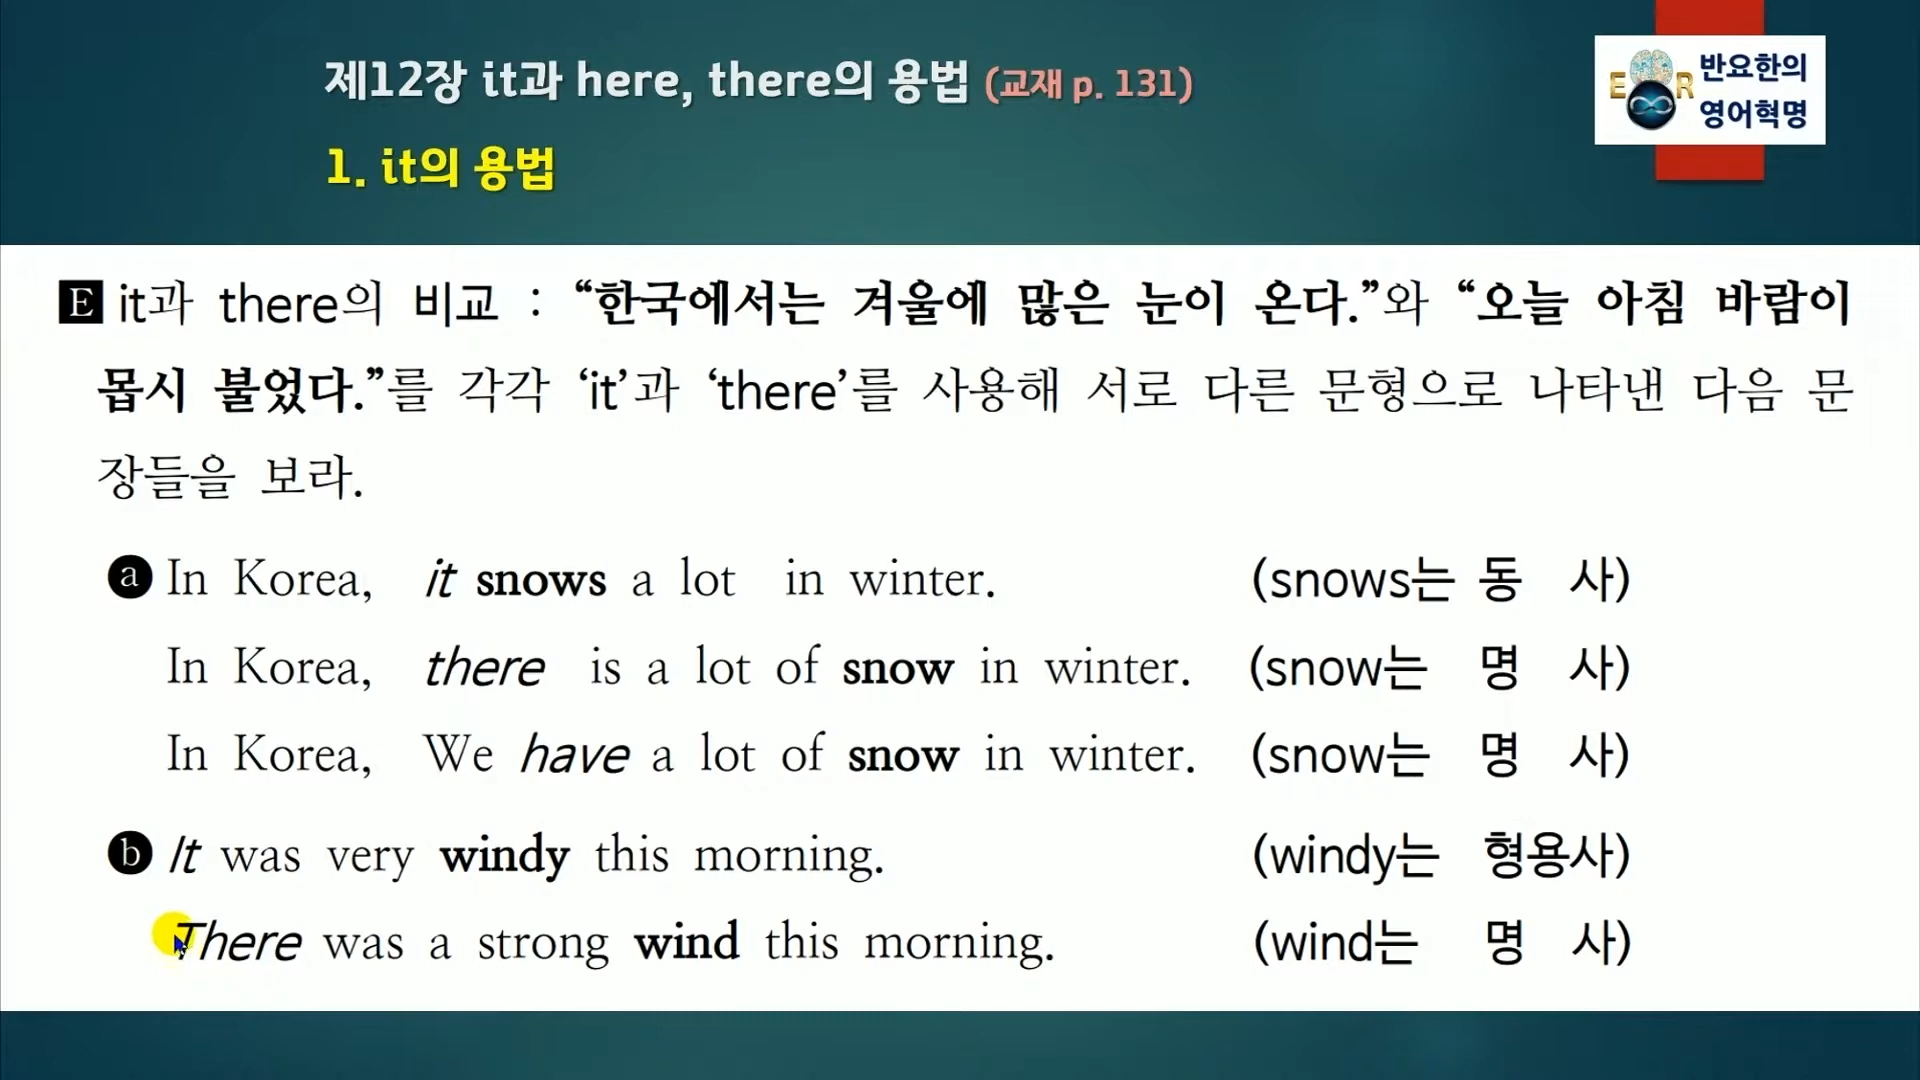 제12장 it과 here, there의 용법 (교재 p. 131)
1. it의 용법
E R
반요한의
영어혁명
E it과 there의 비교 : “한국에서는 겨울에 많은 눈이 온다.”와 “오늘 아침 바람이
몹시 불었다.”를 각각 ‘it’과 ‘there’를 사용해 서로 다른 문형으로 나타낸 다음 문
장들을 보라.
ⓐ In Korea, it snows a lot in winter. (snows는 동 사)
In Korea, there is a lot of snow in winter. (snow는 명 사)
In Korea, We have a lot of snow in winter. (snow는 명 사)
ⓑ It was very windy this morning. (windy는 형용사)
There was a strong wind this morning. (wind는 명 사)